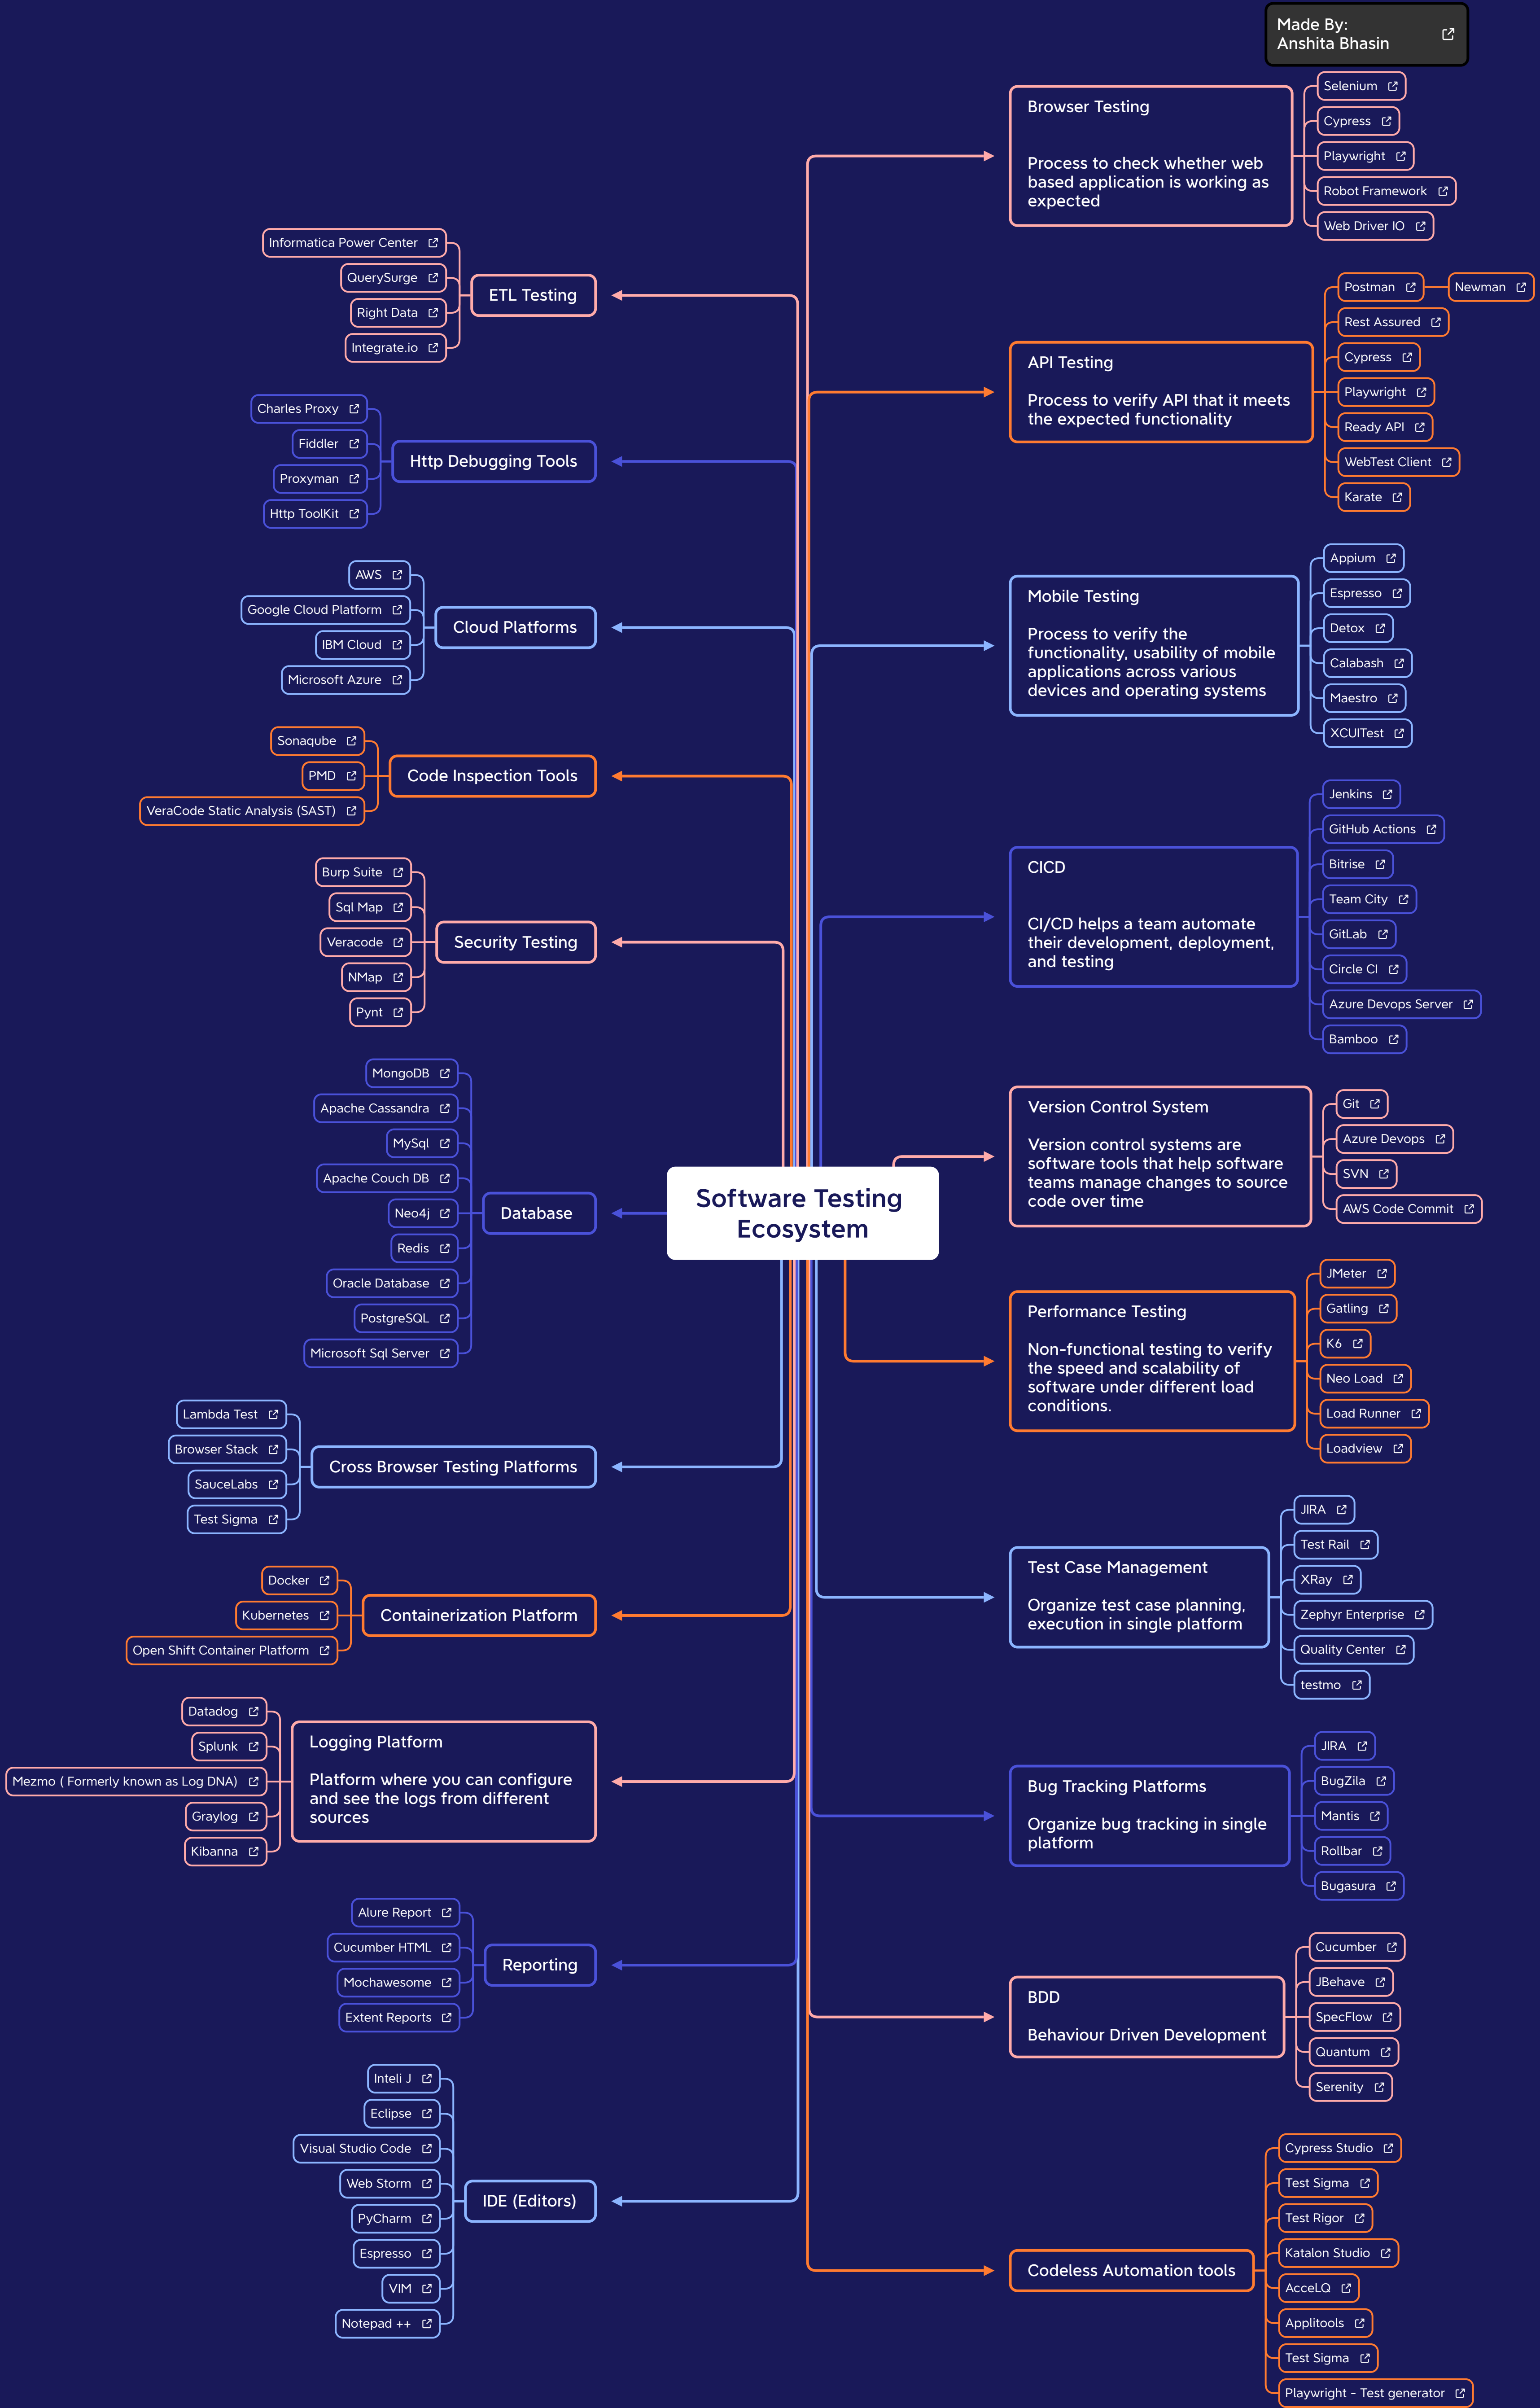 Made By:
Anshita Bhasin
Software Testing
Ecosystem
Browser Testing
Process to check whether web
based application is working as
expected
Selenium
Cypress
Playwright
Robot Framework
Web Driver IO
API Testing
Process to verify API that it meets
the expected functionality
Postman
Newman
Rest Assured
Cypress
Playwright
Ready API
WebTest Client
Karate
Mobile Testing
Process to verify the
functionality, usability of mobile
applications across various
devices and operating systems
Appium
Espresso
Detox
Calabash
Maestro
XCUITest
CICD
CI/CD helps a team automate
their development, deployment,
and testing
Jenkins
GitHub Actions
Bitrise
Team City
GitLab
Circle CI
Azure Devops Server
Bamboo
Version Control System
Version control systems are
software tools that help software
teams manage changes to source
code over time
Git
Azure Devops
SVN
AWS Code Commit
Performance Testing
Non-functional testing to verify
the speed and scalability of
software under different load
conditions.
JMeter
Gatling
K6
Neo Load
Load Runner
Loadview
Test Case Management
Organize test case planning,
execution in single platform
JIRA
Test Rail
XRay
Zephyr Enterprise
Quality Center
testmo
Bug Tracking Platforms
Organize bug tracking in single
platform
JIRA
BugZila
Mantis
Rollbar
Bugasura
BDD
Behaviour Driven Development
Cucumber
JBehave
SpecFlow
Quantum
Serenity
Codeless Automation tools
Cypress Studio
Test Sigma
Test Rigor
Katalon Studio
AcceLQ
Applitools
Test Sigma
Playwright - Test generator
ETL Testing
Informatica Power Center
QuerySurge
Right Data
Integrate.io
Http Debugging Tools
Charles Proxy
Fiddler
Proxyman
Http ToolKit
Cloud Platforms
AWS
Google Cloud Platform
IBM Cloud
Microsoft Azure
Code Inspection Tools
Sonaqube
PMD
VeraCode Static Analysis (SAST)
Security Testing
Burp Suite
Sql Map
Veracode
NMap
Pynt
Database
MongoDB
Apache Cassandra
MySql
Apache Couch DB
Neo4j
Redis
Oracle Database
PostgreSQL
Microsoft Sql Server
Cross Browser Testing Platforms
Lambda Test
Browser Stack
SauceLabs
Test Sigma
Containerization Platform
Docker
Kubernetes
Open Shift Container Platform
Logging Platform
Platform where you can configure
and see the logs from different
sources
Datadog
Splunk
Mezmo ( Formerly known as Log DNA)
Graylog
Kibanna
Reporting
Alure Report
Cucumber HTML
Mochawesome
Extent Reports
IDE (Editors)
Inteli J
Eclipse
Visual Studio Code
Web Storm
PyCharm
Espresso
VIM
Notepad ++